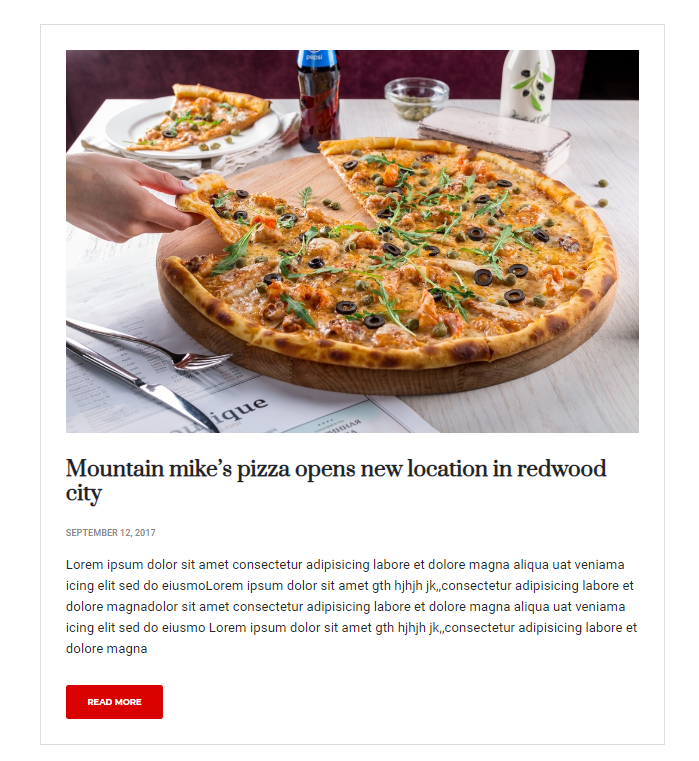 pepsi
Mountain mike's pizza opens new location in redwood
city
SEPTEMBER 12, 2017
Lorem ipsum dolor sit amet consectetur adipisicing labore et dolore magna aliqua uat veniama
icing elit sed do eiusmoLorem ipsum dolor sit amet gth hjhjh jk,,consectetur adipisicing labore et
dolore magnadolor sit amet consectetur adipisicing labore et dolore magna aliqua uat veniama
icing elit sed do eiusmo Lorem ipsum dolor sit amet gth hjhjh jk,,consectetur adipisicing labore et
dolore magna
READ MORE